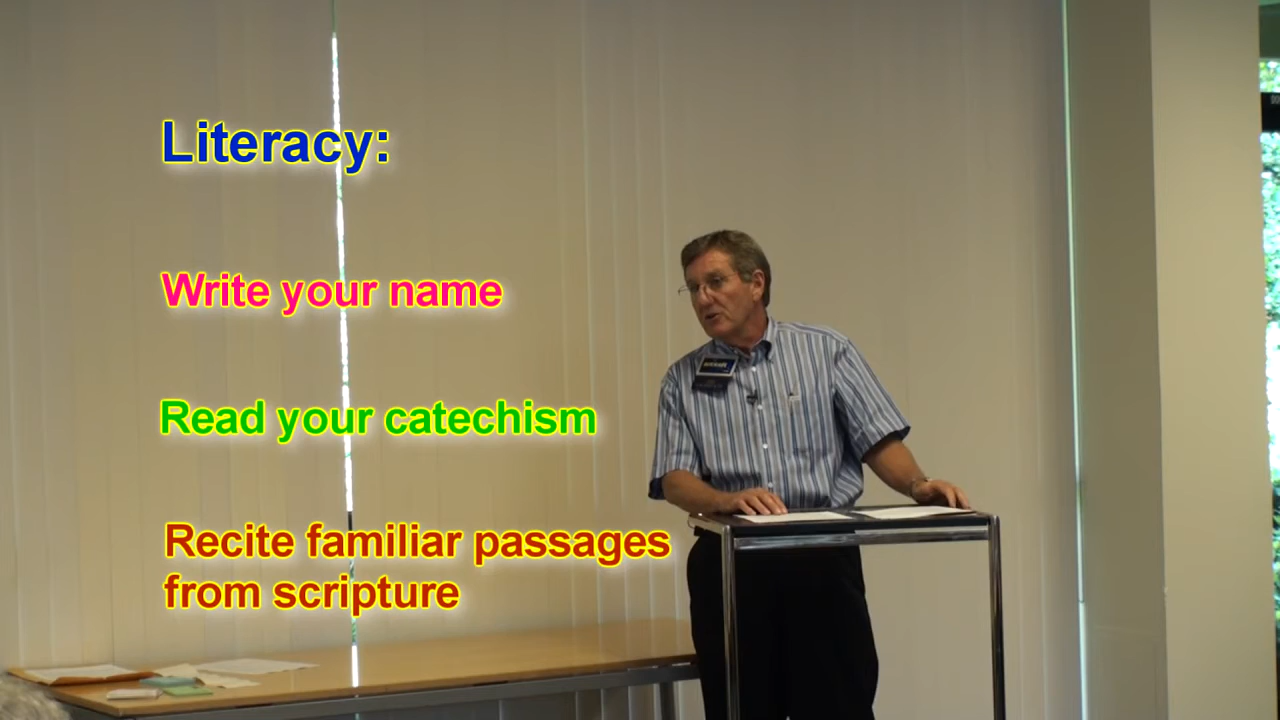 Literacy:
Write your name
Read your catechism
Recite familiar passages
from scripture